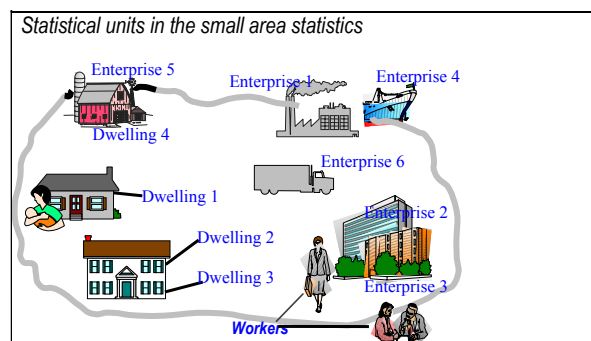 Statistical units in the small area statistics
Enterprise 5
Enterprise 1
Enterprise 4
Dwelling 4
Enterprise 6
Dwelling 1
Enterprise 2
Dwelling 2
Dwelling 3
Enterprise 3
Workers